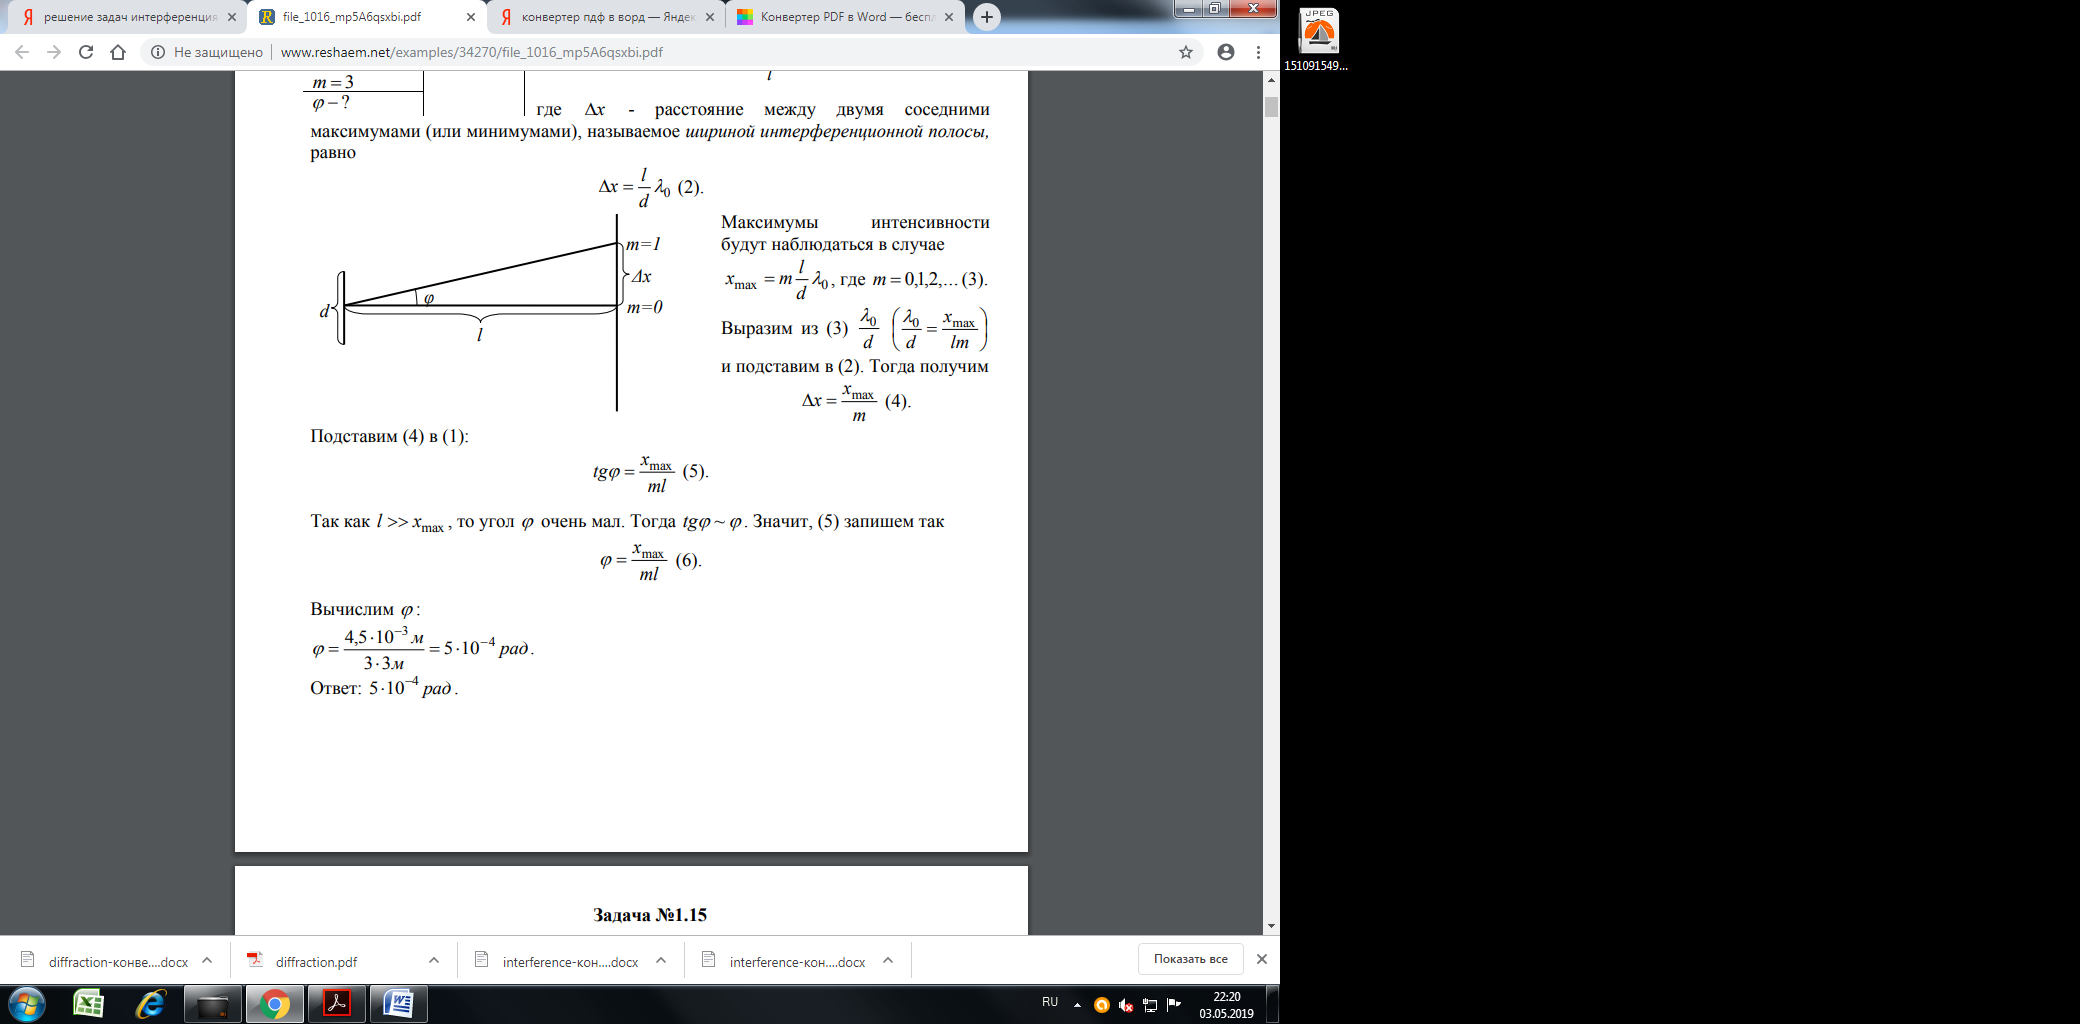 решение задач интерференция
file_1016_mp5A6qsxbi.pdf
конвертер пдф в ворд — Яндек
Конвертер PDF в Word — беспл
Не защищено
www.reshaem.net/examples/34270/file_1016_mp5A6qsxbi.pdf
JPEG
151091549...
m = 3
l
φ – ?
где Δx - расстояние между двумя соседними
максимумами (или минимумами), называемое шириной интерференционной полосы,
равно
Δx = l/d λ₀ (2).
m=1
Δx
φ
m=0
d
l
Максимумы интенсивности
будут наблюдаться в случае
xmax = m l/d λ₀, где m = 0,1,2,... (3).
Выразим из (3) λ₀/d (λ₀/d = xmax/lm)
и подставим в (2). Тогда получим
Δx = xmax/m (4).
Подставим (4) в (1):
tgφ = xmax/ml (5).
Так как l >> xmax, то угол φ очень мал. Тогда tgφ ~ φ. Значит, (5) запишем так
φ = xmax/ml (6).
Вычислим φ:
φ = 4,5·10⁻³ м/3·3м = 5·10⁻⁴ рад.
Ответ: 5·10⁻⁴ рад.
Задача №1.15
diffraction-конве....docx
diffraction.pdf
interference-кон....docx
interference-кон....docx
Показать все
RU
22:20
03.05.2019